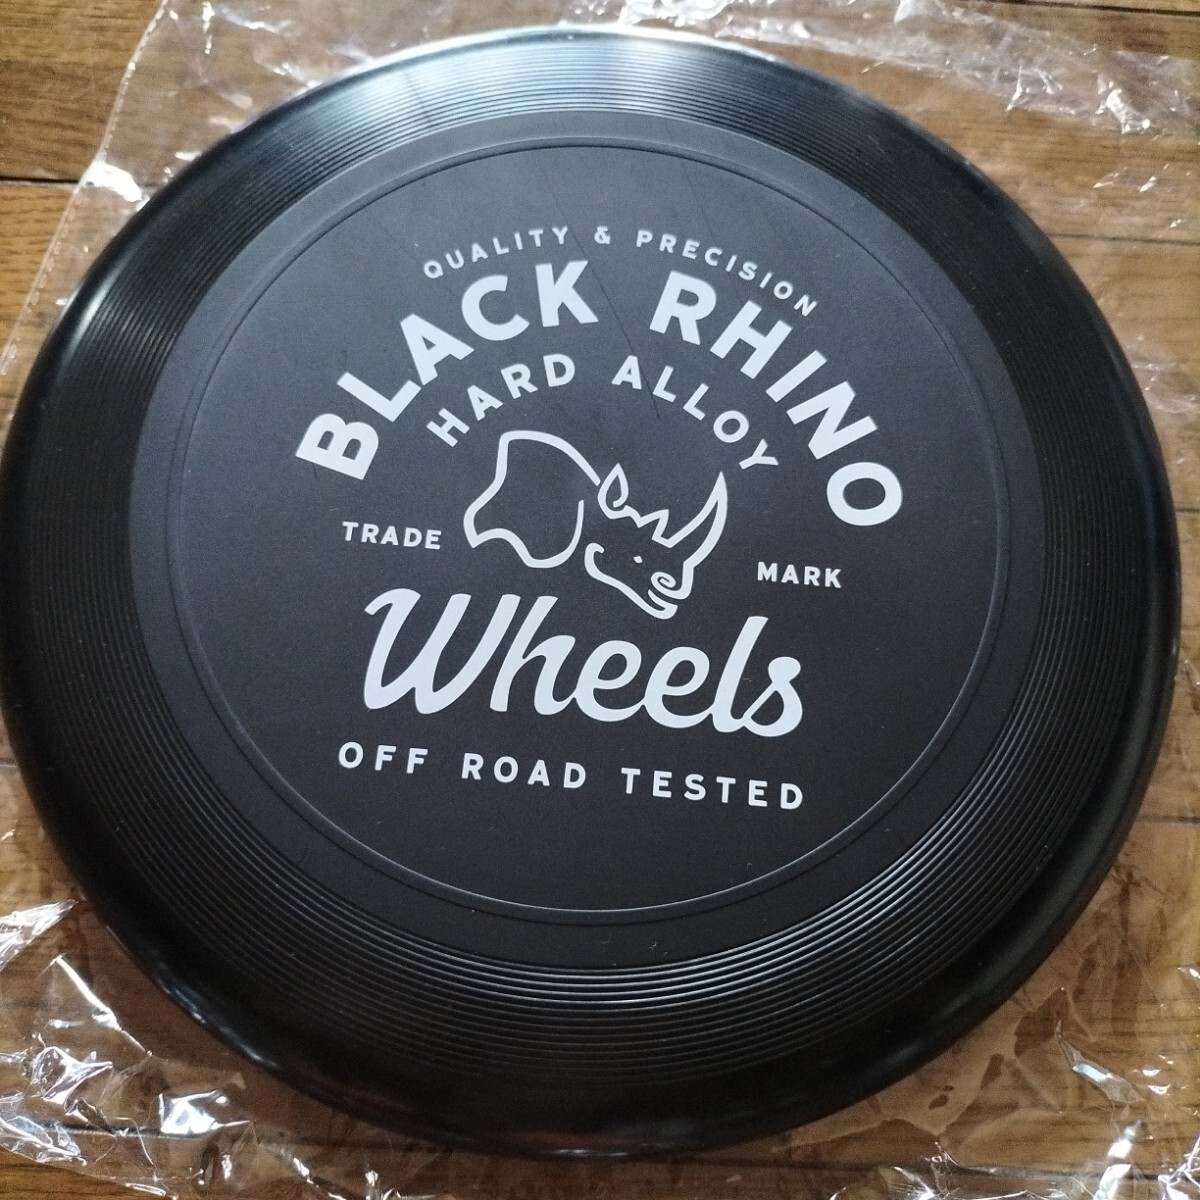 QUALITY & PRECISION
BLACK RHINO
HARD ALLOY
TRADE MARK
Wheels
OFF ROAD TESTED